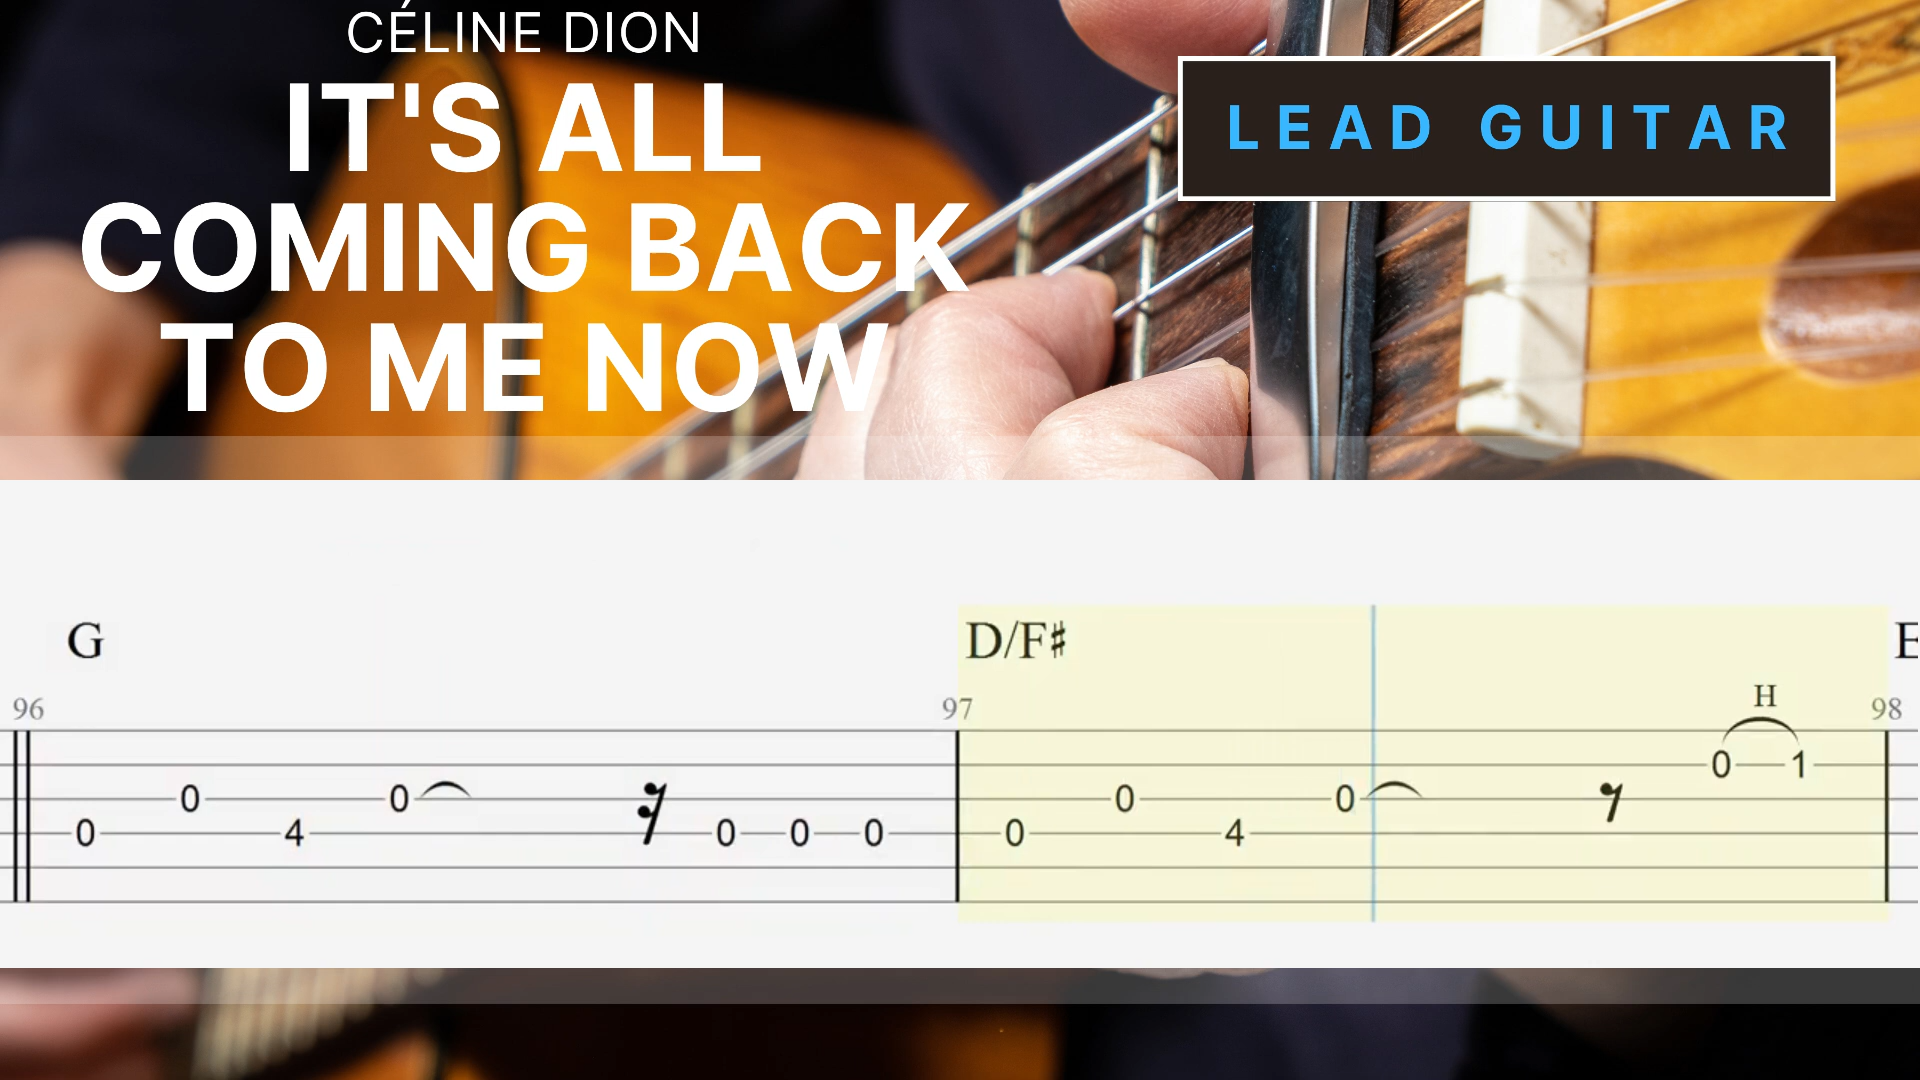 CÉLINE DION
IT'S ALL
COMING BACK
TO ME NOW
LEAD GUITAR
G D/F♯ E
H
96 97 98
0 1
0 0 0 0
0 4 0 0 0 0 4